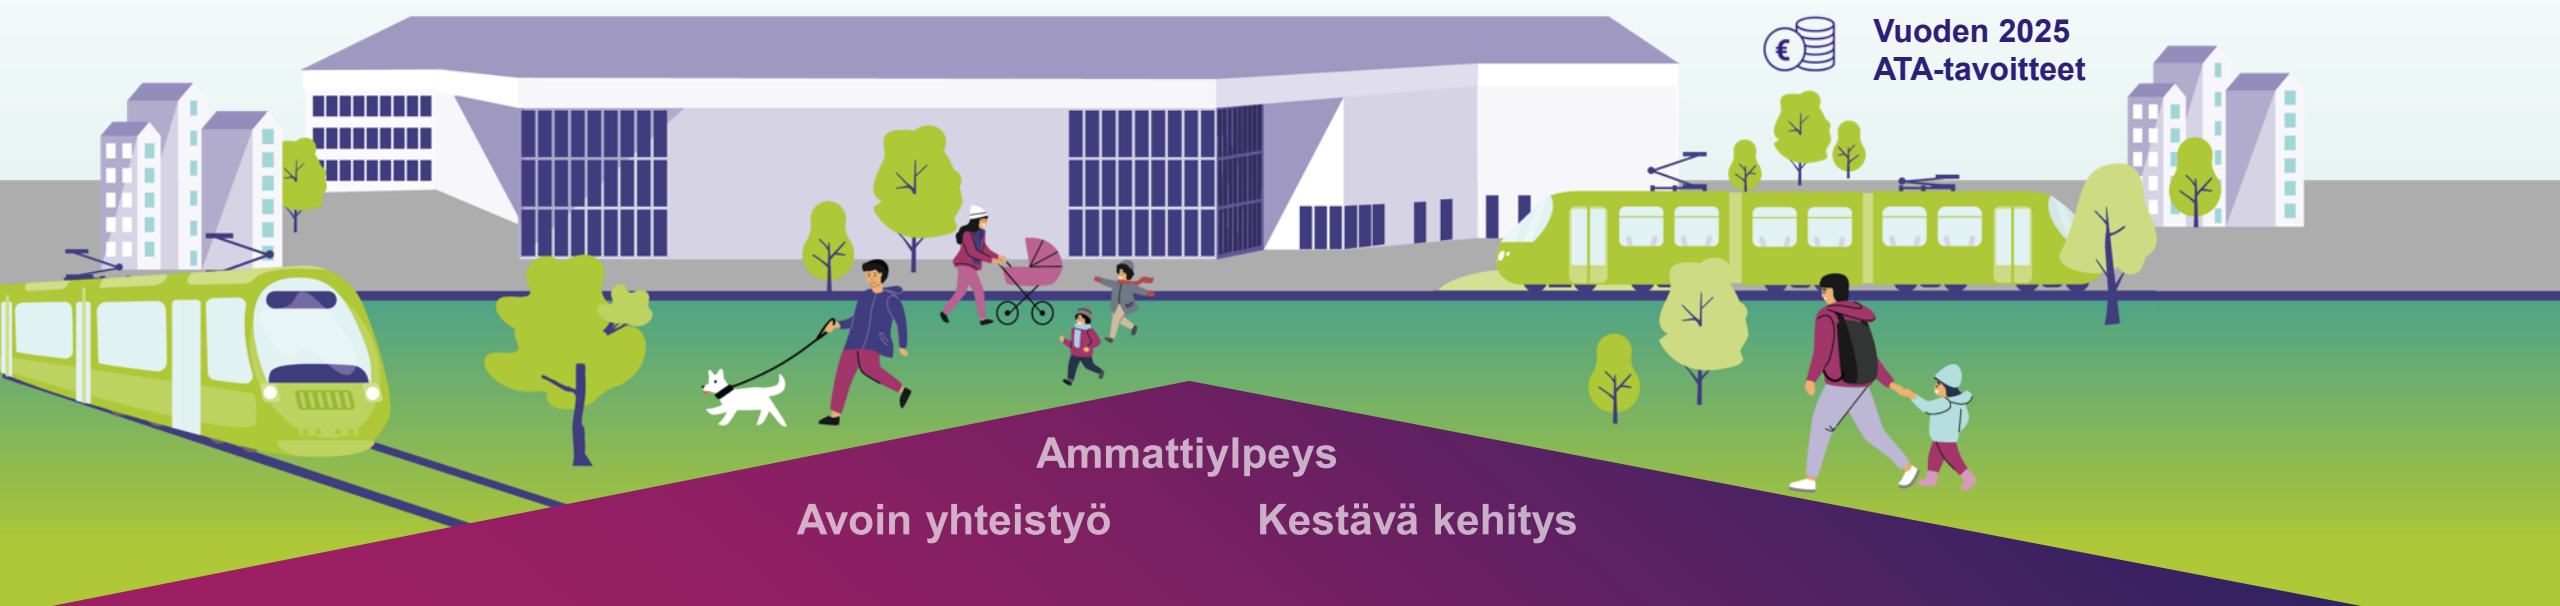 Vuoden 2025
ATA-tavoitteet
€
Ammattiylpeys
Avoin yhteistyö
Kestävä kehitys